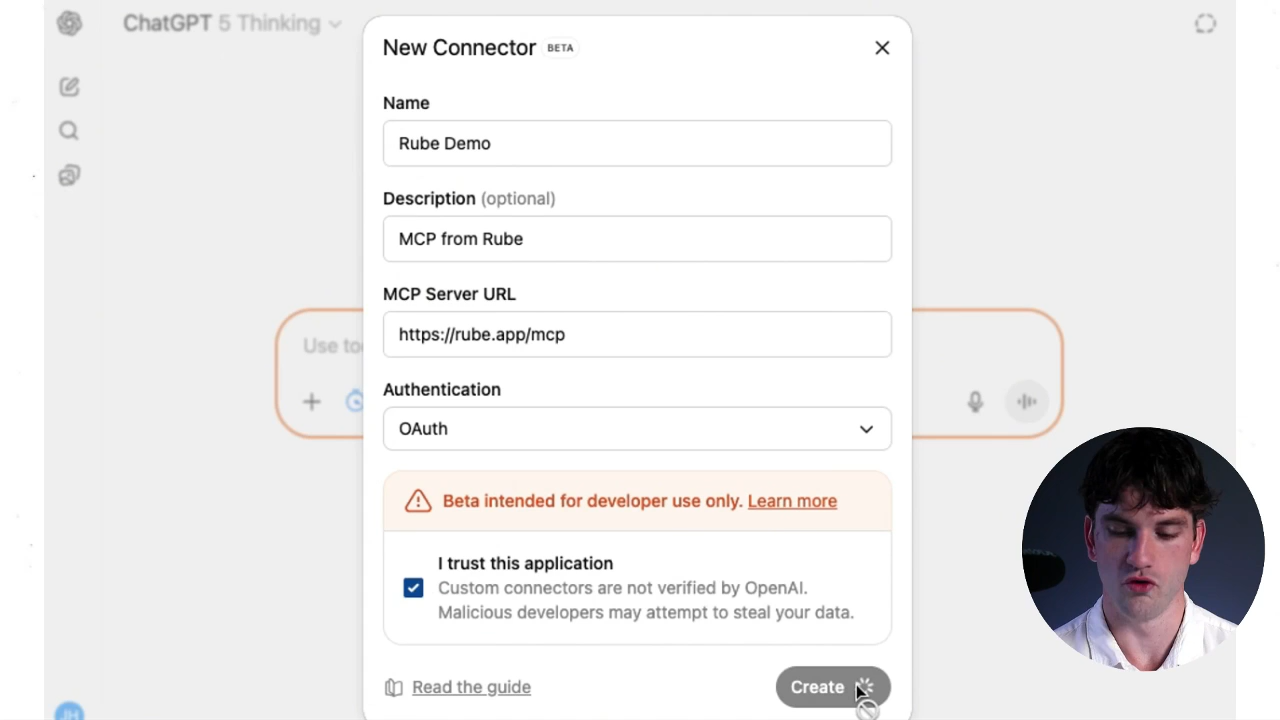 ChatGPT 5 Thinking
New Connector BETA
Name
Rube Demo
Description (optional)
MCP from Rube
MCP Server URL
https://rube.app/mcp
Use
Authentication
OAuth
Beta intended for developer use only. Learn more
I trust this application
Custom connectors are not verified by OpenAI.
Malicious developers may attempt to steal your data.
Read the guide
Create
JH